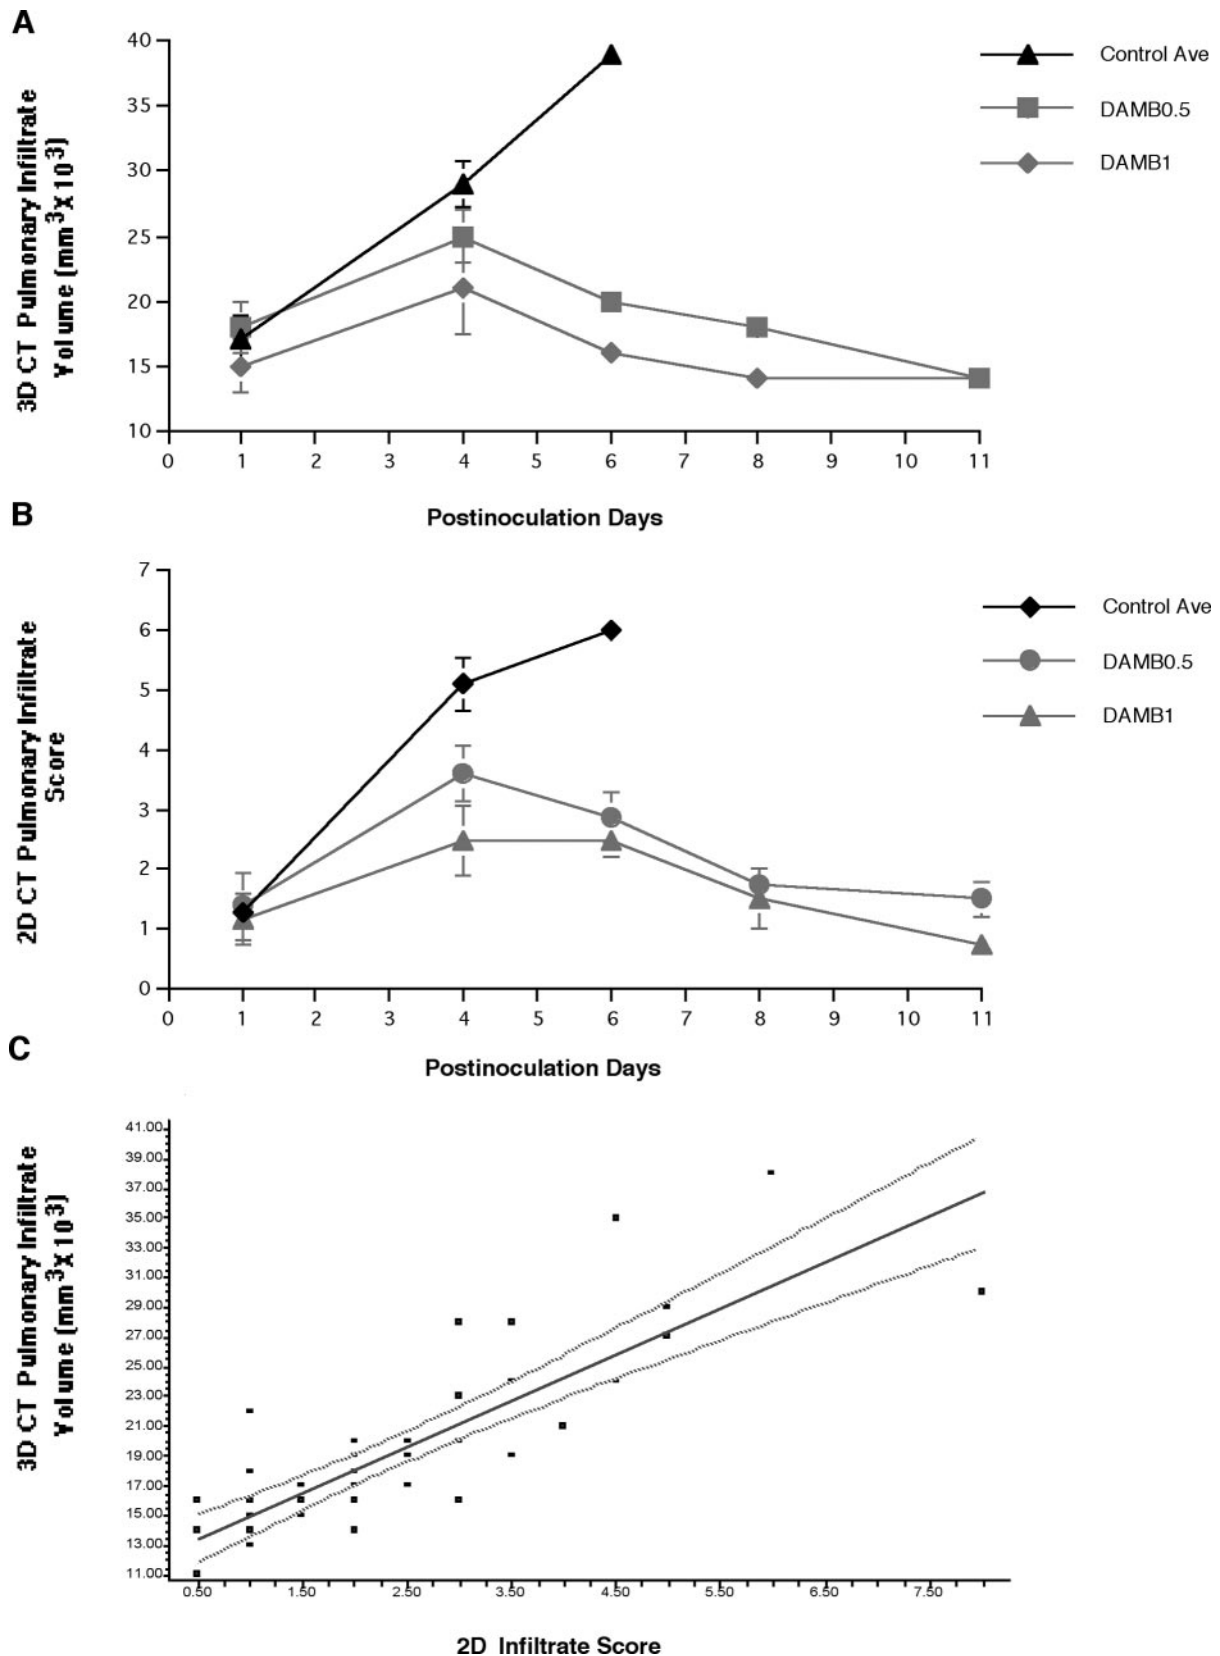 A
3D CT Pulmonary Infiltrate
Volume (mm³X10³)
40
35
30
25
20
15
10
0 1 2 3 4 5 6 7 8 9 10 11
Postinoculation Days
Control Ave
DAMB0.5
DAMB1
B
2D CT Pulmonary Infiltrate
Score
7
6
5
4
3
2
1
0
0 1 2 3 4 5 6 7 8 9 10 11
Postinoculation Days
Control Ave
DAMB0.5
DAMB1
C
3D CT Pulmonary Infiltrate
Volume (mm³X10³)
41.00
39.00
37.00
35.00
33.00
31.00
29.00
27.00
25.00
23.00
21.00
19.00
17.00
15.00
13.00
11.00
0.50 1.50 2.50 3.50 4.50 5.50 6.50 7.50
2D Infiltrate Score